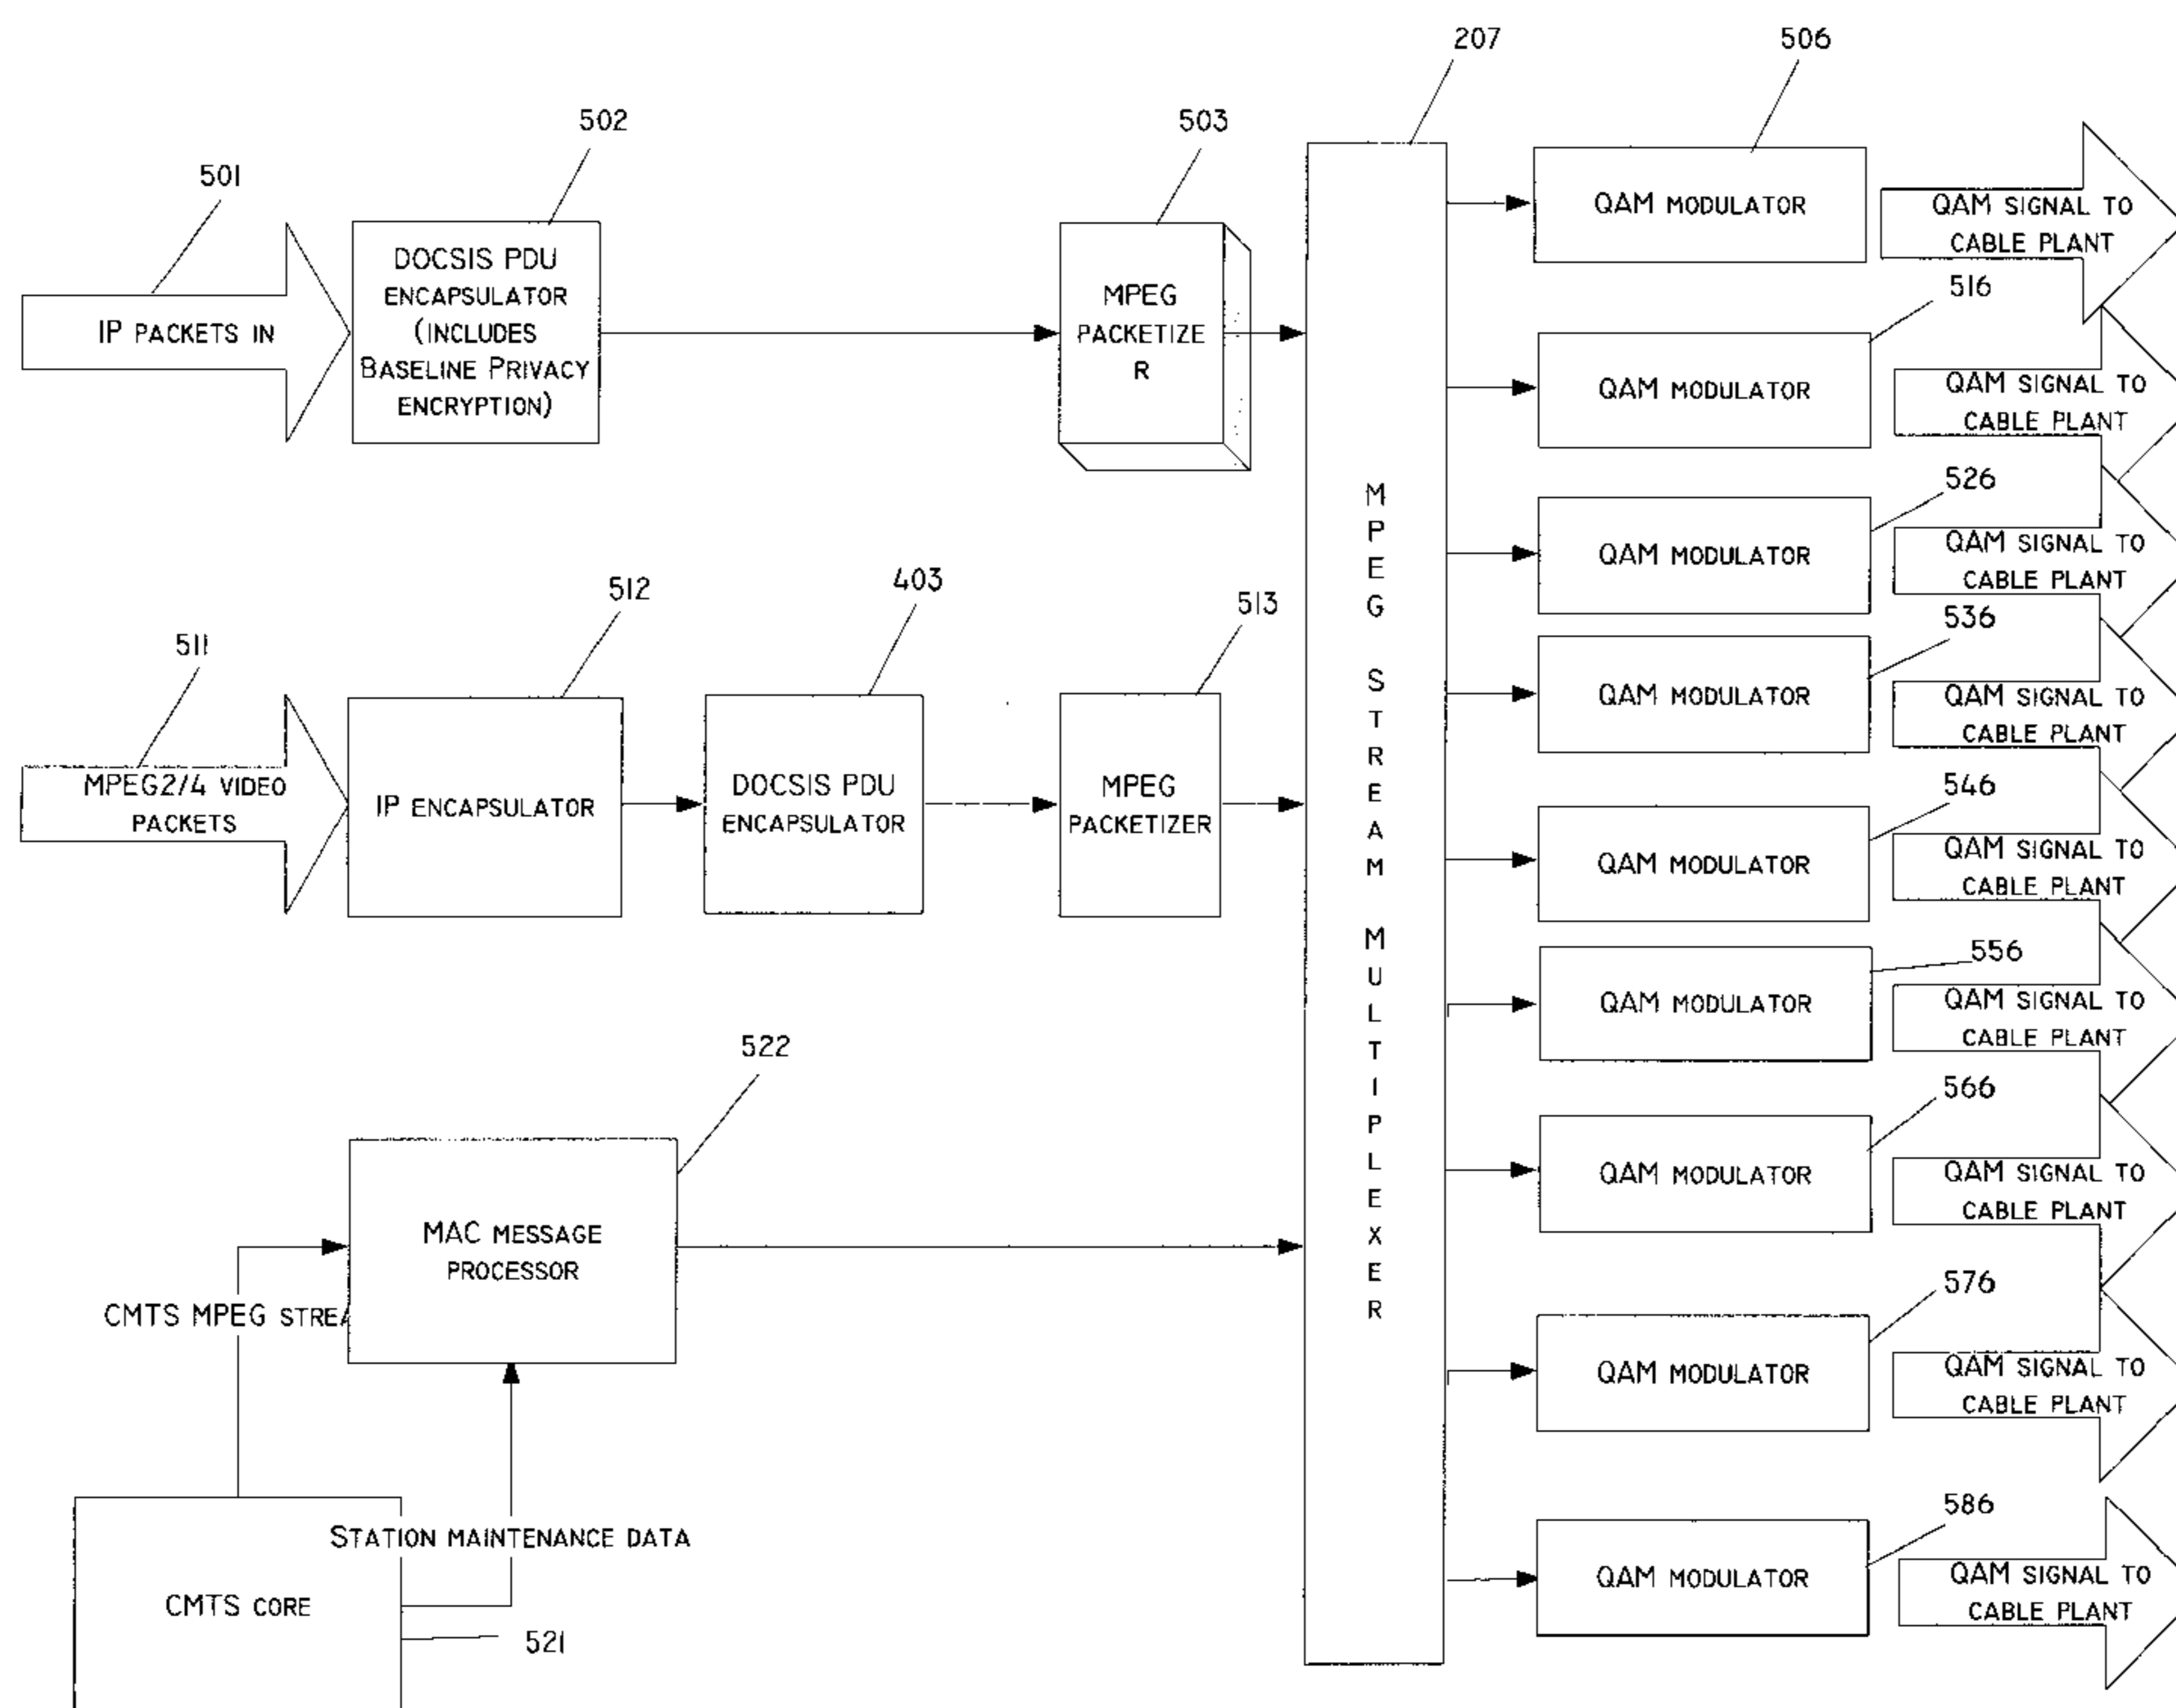 207
506
502
503
501
DOCSIS PDU
ENCAPSULATOR
(INCLUDES
BASELINE PRIVACY
ENCRYPTION)
IP PACKETS IN
MPEG
PACKETIZE
R
QAM MODULATOR
QAM SIGNAL TO
CABLE PLANT
516
QAM MODULATOR
QAM SIGNAL TO
CABLE PLANT
526
QAM MODULATOR
QAM SIGNAL TO
CABLE PLANT
536
QAM MODULATOR
QAM SIGNAL TO
CABLE PLANT
546
QAM MODULATOR
QAM SIGNAL TO
CABLE PLANT
556
QAM MODULATOR
QAM SIGNAL TO
CABLE PLANT
566
QAM MODULATOR
QAM SIGNAL TO
CABLE PLANT
576
QAM MODULATOR
QAM SIGNAL TO
CABLE PLANT
586
QAM MODULATOR
QAM SIGNAL TO
CABLE PLANT
MPEG STREAM MULTIPLEXER
511
512
403
513
MPEG2/4 VIDEO
PACKETS
IP ENCAPSULATOR
DOCSIS PDU
ENCAPSULATOR
MPEG
PACKETIZER
522
MAC MESSAGE
PROCESSOR
CMTS MPEG STREA
STATION MAINTENANCE DATA
CMTS CORE
521